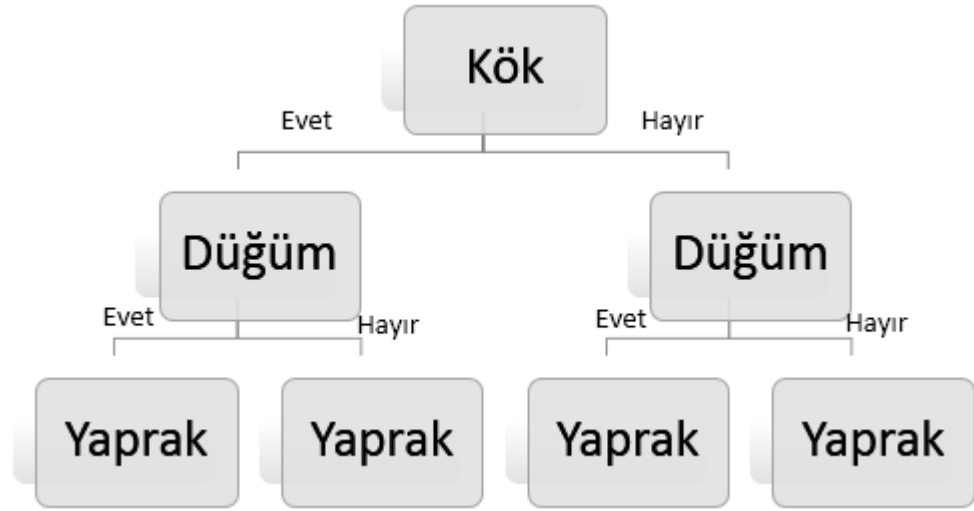 Kök
Evet
Hayır
Düğüm
Düğüm
Evet
Hayır
Evet
Hayır
Yaprak
Yaprak
Yaprak
Yaprak